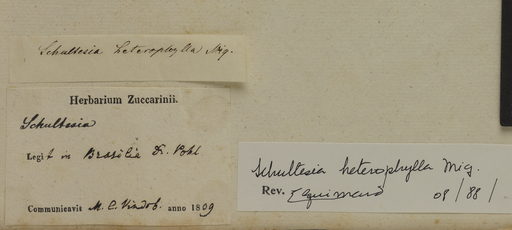 Schultesia heterophylla Miq.
Herbarium Zuccarinii.
Schultesia
Legit in Brasilia Dr. Pohl
Communicavit M. C. Vindob. anno 1839
Schultesia heterophylla Miq.
Rev. E Guimarães 08/88/